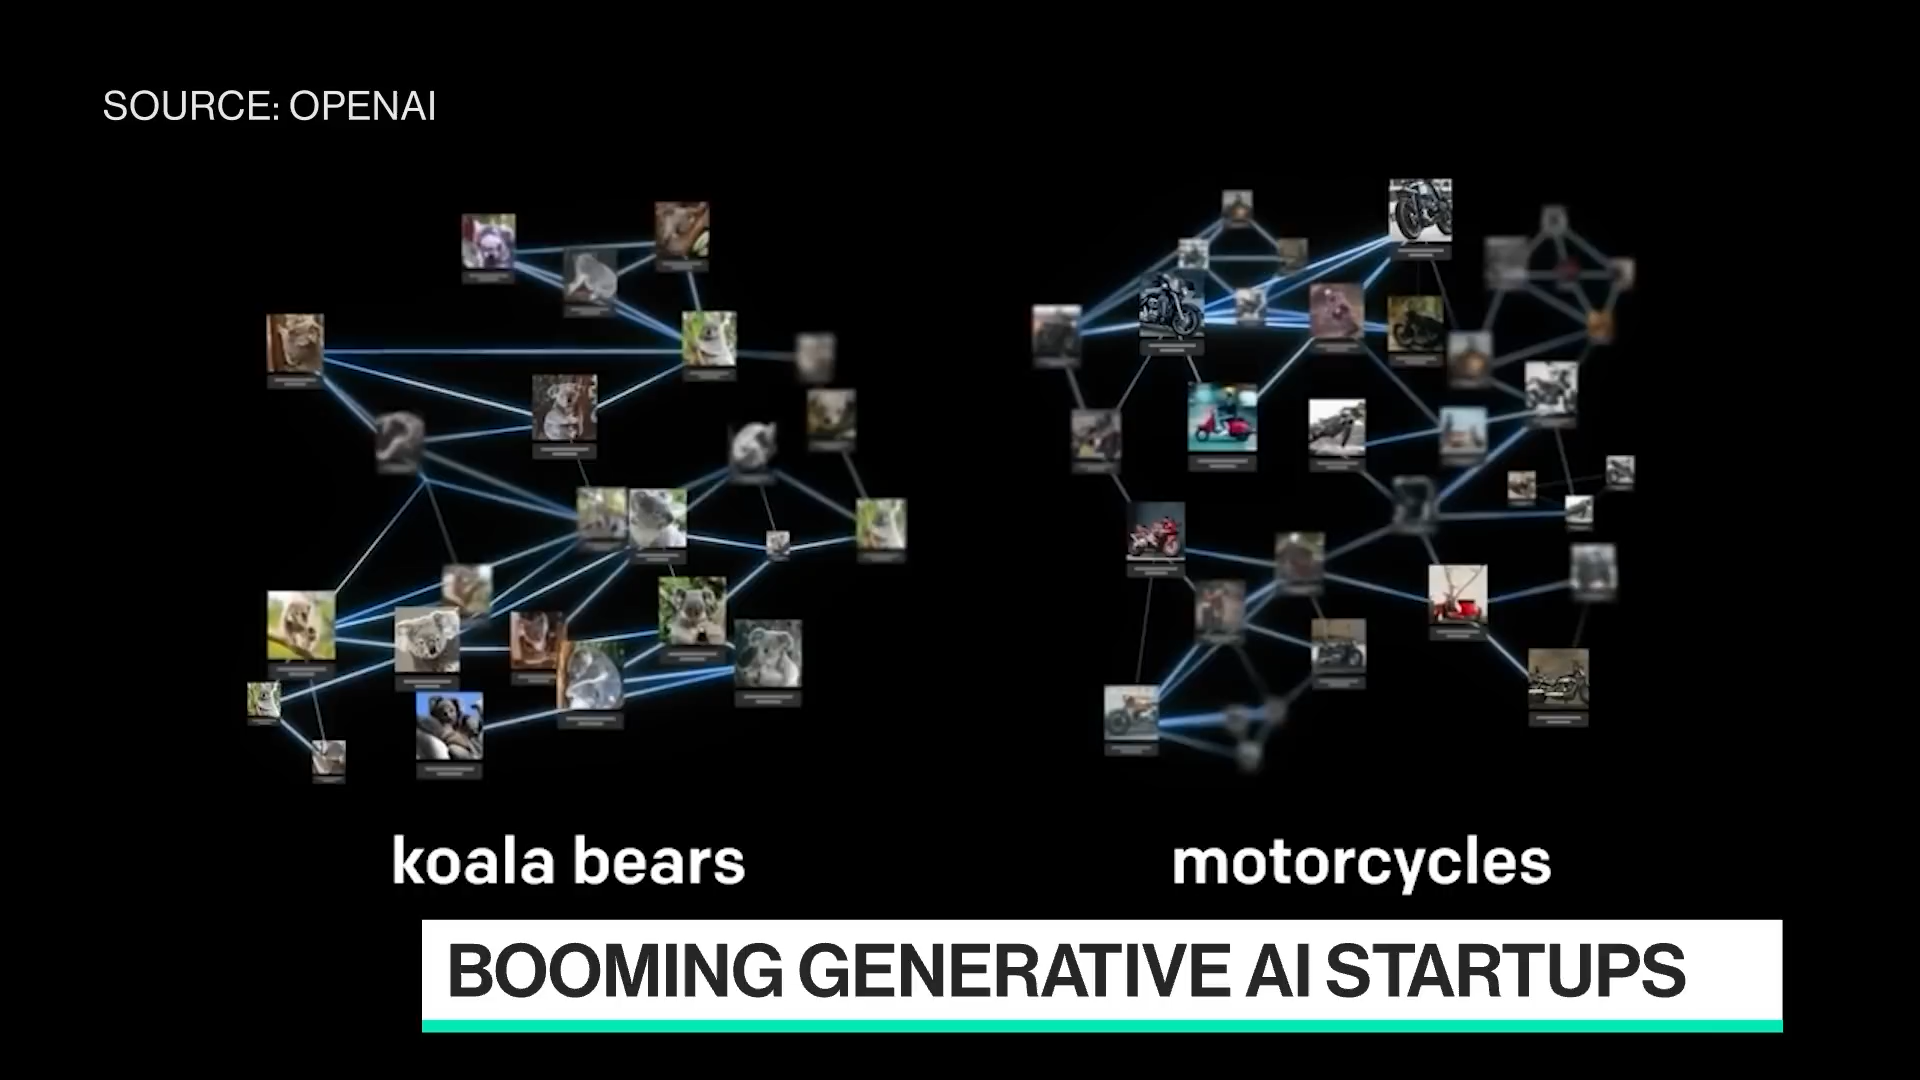 SOURCE: OPENAI
koala bears
motorcycles
BOOMING GENERATIVE AI STARTUPS